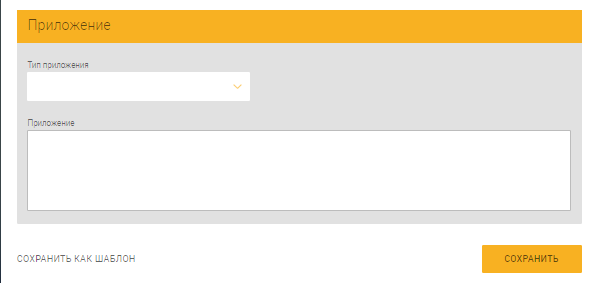 Приложение
Тип приложения
Приложение
СОХРАНИТЬ КАК ШАБЛОН
СОХРАНИТЬ